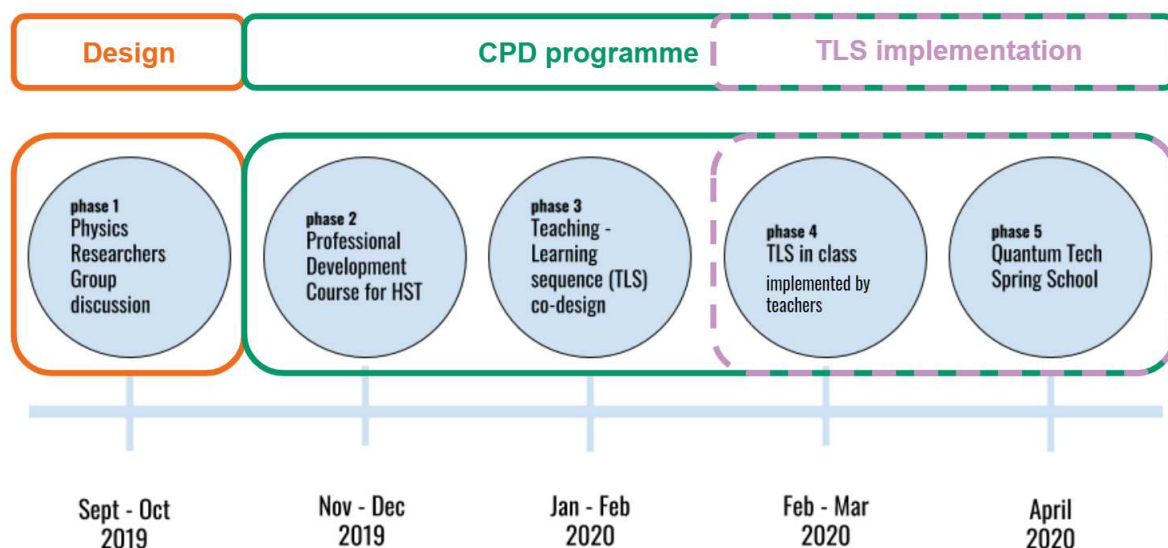 Design
CPD programme
TLS implementation
phase 1
Physics
Researchers
Group
discussion
phase 2
Professional
Development
Course for HST
phase 3
Teaching -
Learning
sequence (TLS)
co-design
phase 4
TLS in class
implemented by
teachers
phase 5
Quantum Tech
Spring School
Sept - Oct
2019
Nov - Dec
2019
Jan - Feb
2020
Feb - Mar
2020
April
2020